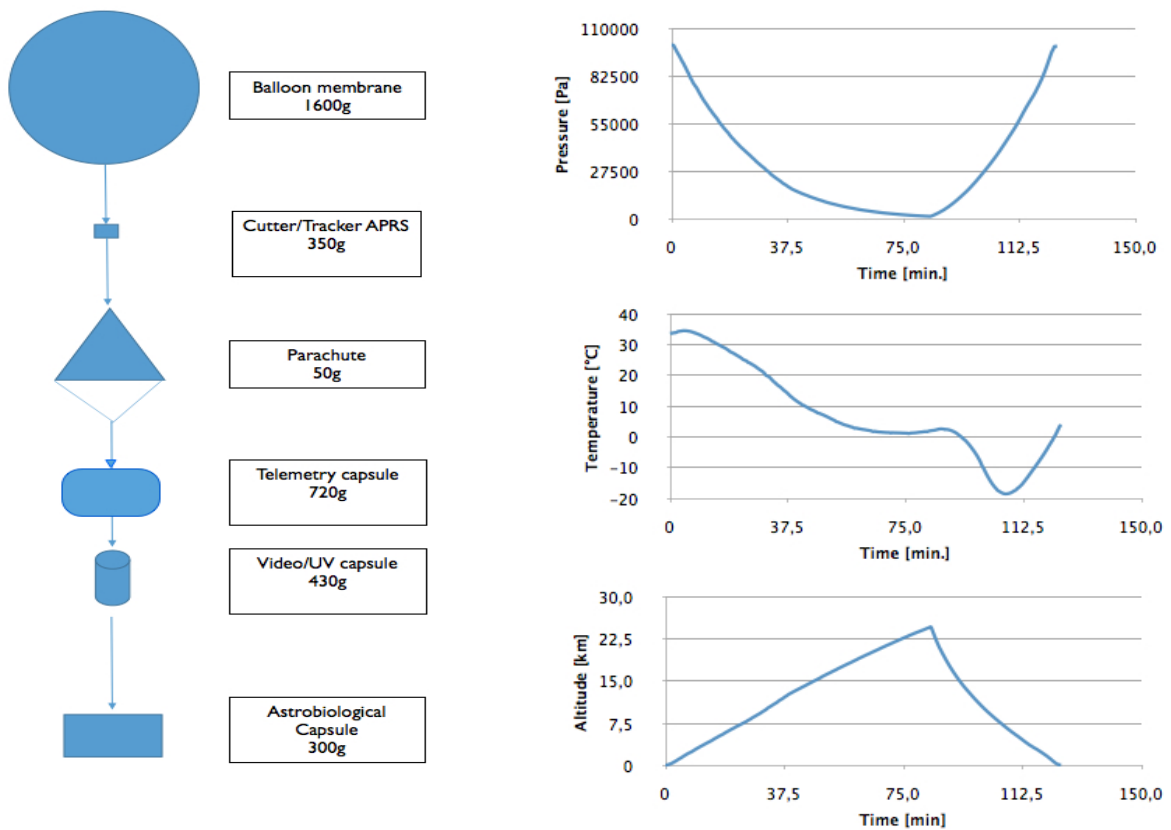 Balloon membrane
1600g
Cutter/Tracker APRS
350g
Parachute
50g
Telemetry capsule
720g
Video/UV capsule
430g
Astrobiological
Capsule
300g
110000
82500
55000
27500
0
Pressure [Pa]
0 37,5 75,0 112,5 150,0
Time [min.]
40
30
20
10
0
−10
−20
Temperature [°C]
0 37,5 75,0 112,5 150,0
Time [min.]
30,0
22,5
15,0
7,5
0
Altitude [km]
0 37,5 75,0 112,5 150,0
Time [min]